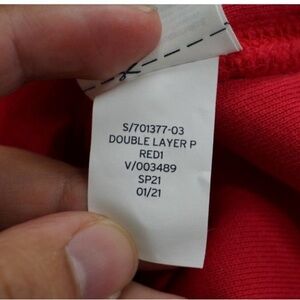 S/701377-03
DOUBLE LAYER P
RED1
V/003489
SP21
01/21